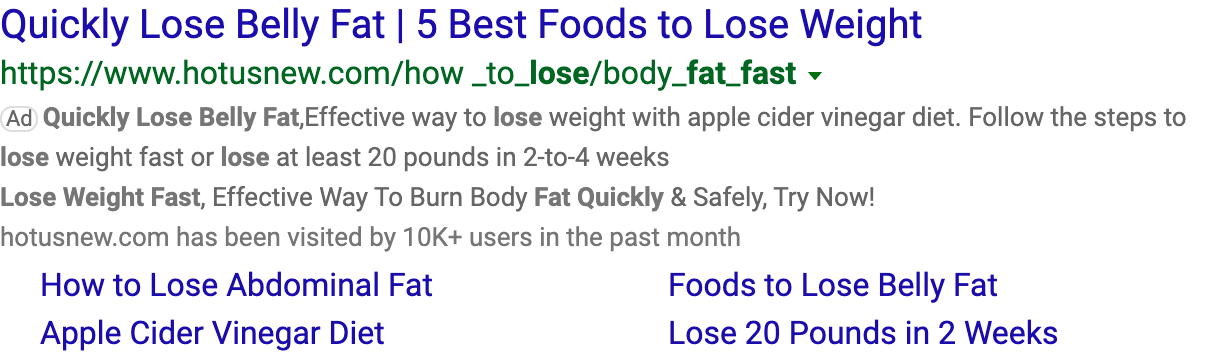 Quickly Lose Belly Fat | 5 Best Foods to Lose Weight
https://www.hotusnew.com/how _to_lose/body_fat_fast
Ad Quickly Lose Belly Fat,Effective way to lose weight with apple cider vinegar diet. Follow the steps to
lose weight fast or lose at least 20 pounds in 2-to-4 weeks
Lose Weight Fast, Effective Way To Burn Body Fat Quickly & Safely, Try Now!
hotusnew.com has been visited by 10K+ users in the past month
How to Lose Abdominal Fat
Foods to Lose Belly Fat
Apple Cider Vinegar Diet
Lose 20 Pounds in 2 Weeks